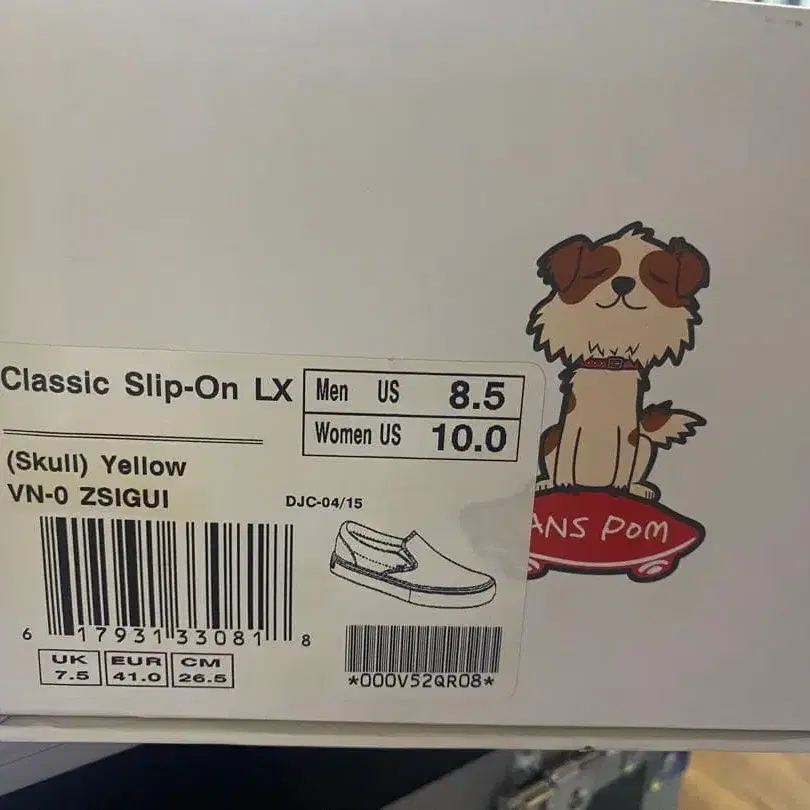 Classic Slip-On LX
Men US 8.5
Women US 10.0
(Skull) Yellow
VN-0 ZSIGUI
DJC-04/15
ANS POM
6 17931 33081 8
UK EUR CM
7.5 41.0 26.5
*000V52QR08*